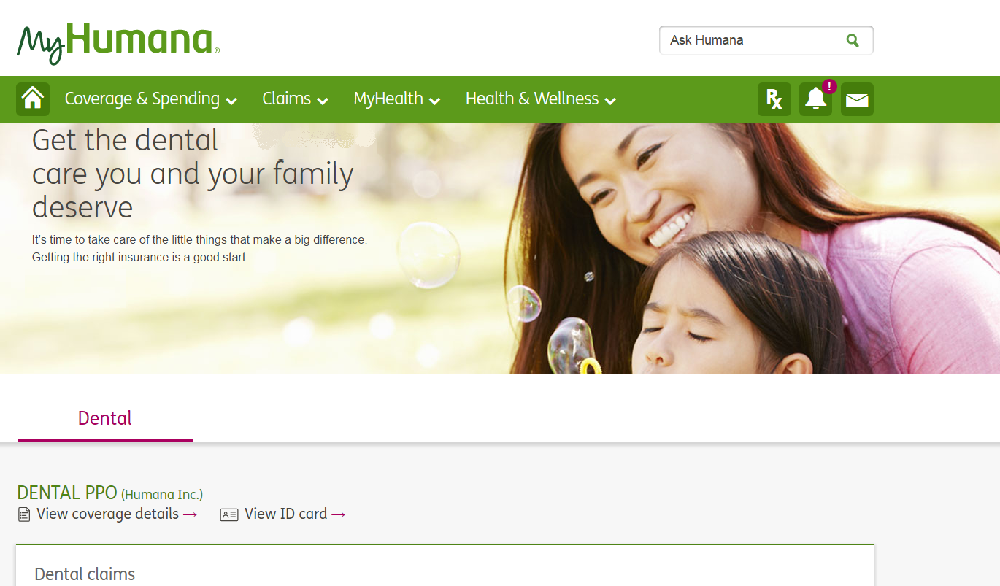 MyHumana®
Ask Humana
Coverage & Spending
Claims
MyHealth
Health & Wellness
Rx
!
Get the dental
care you and your family
deserve
It's time to take care of the little things that make a big difference.
Getting the right insurance is a good start.
Dental
DENTAL PPO (Humana Inc.)
View coverage details →
View ID card →
Dental claims